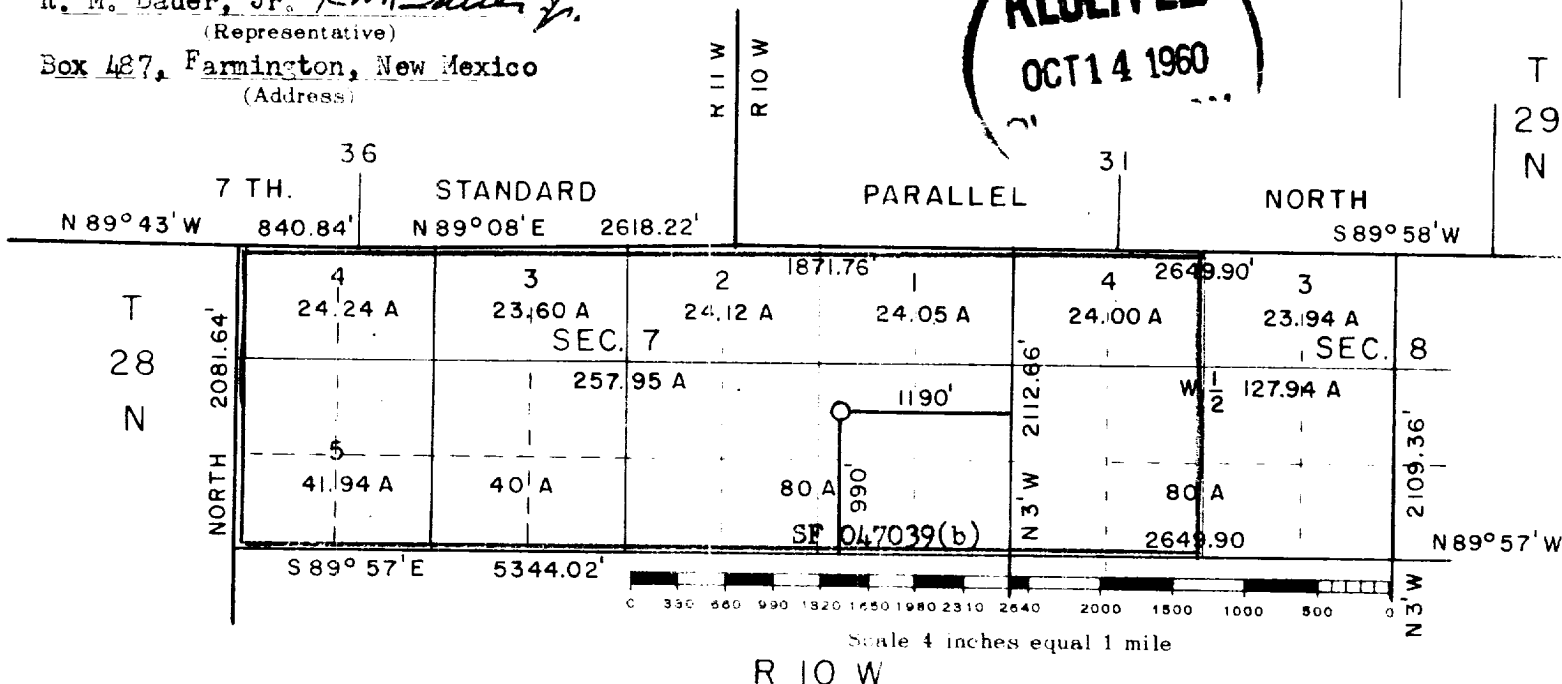 R. M. Bauer, Jr.
(Representative)
Box 487, Farmington, New Mexico
(Address)
RECEIVED
OCT 14 1960
R 11 W
R 10 W
T
29
N
36
31
7 TH. STANDARD PARALLEL NORTH
N 89° 43' W 840.84' N 89° 08' E 2618.22' S 89° 58' W
1871.76' 2649.90'
4 3 2 1 4 3
24.24 A 23.60 A 24.12 A 24.05 A 24.00 A 23.94 A
SEC. 7 SEC. 8
T
28
N
NORTH 2081.64'
257.95 A
W 1/2 127.94 A
1190'
N 3' W 2112.66'
2109.36'
5
41.94 A 40 A 80 A 80 A
990'
SF 047039(b)
2649.90
N 89° 57' W
S 89° 57' E 5344.02'
N 3' W
0 330 660 990 1320 1650 1980 2310 2640 2000 1500 1000 500 0
Scale 4 inches equal 1 mile
R 10 W